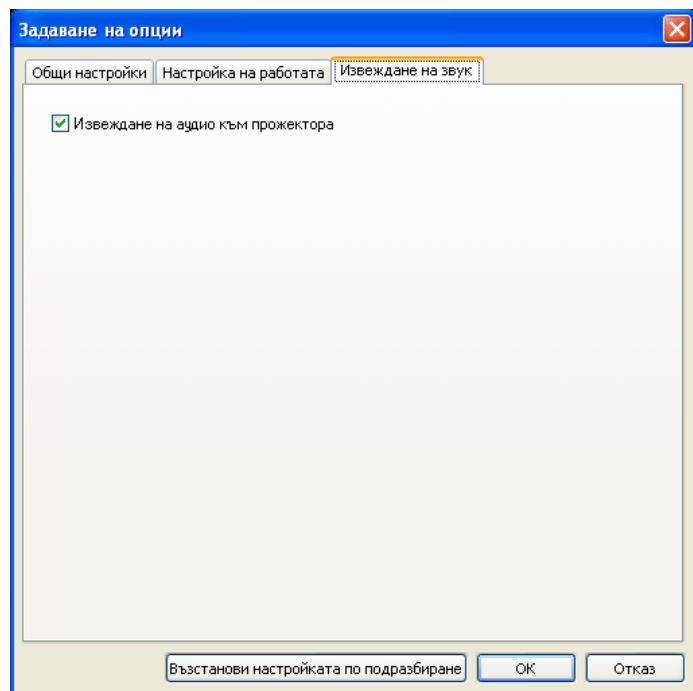 Задаване на опции
Общи настройки Настройка на работата Извеждане на звук
Извеждане на аудио към прожектора
Възстанови настройката по подразбиране OK Отказ